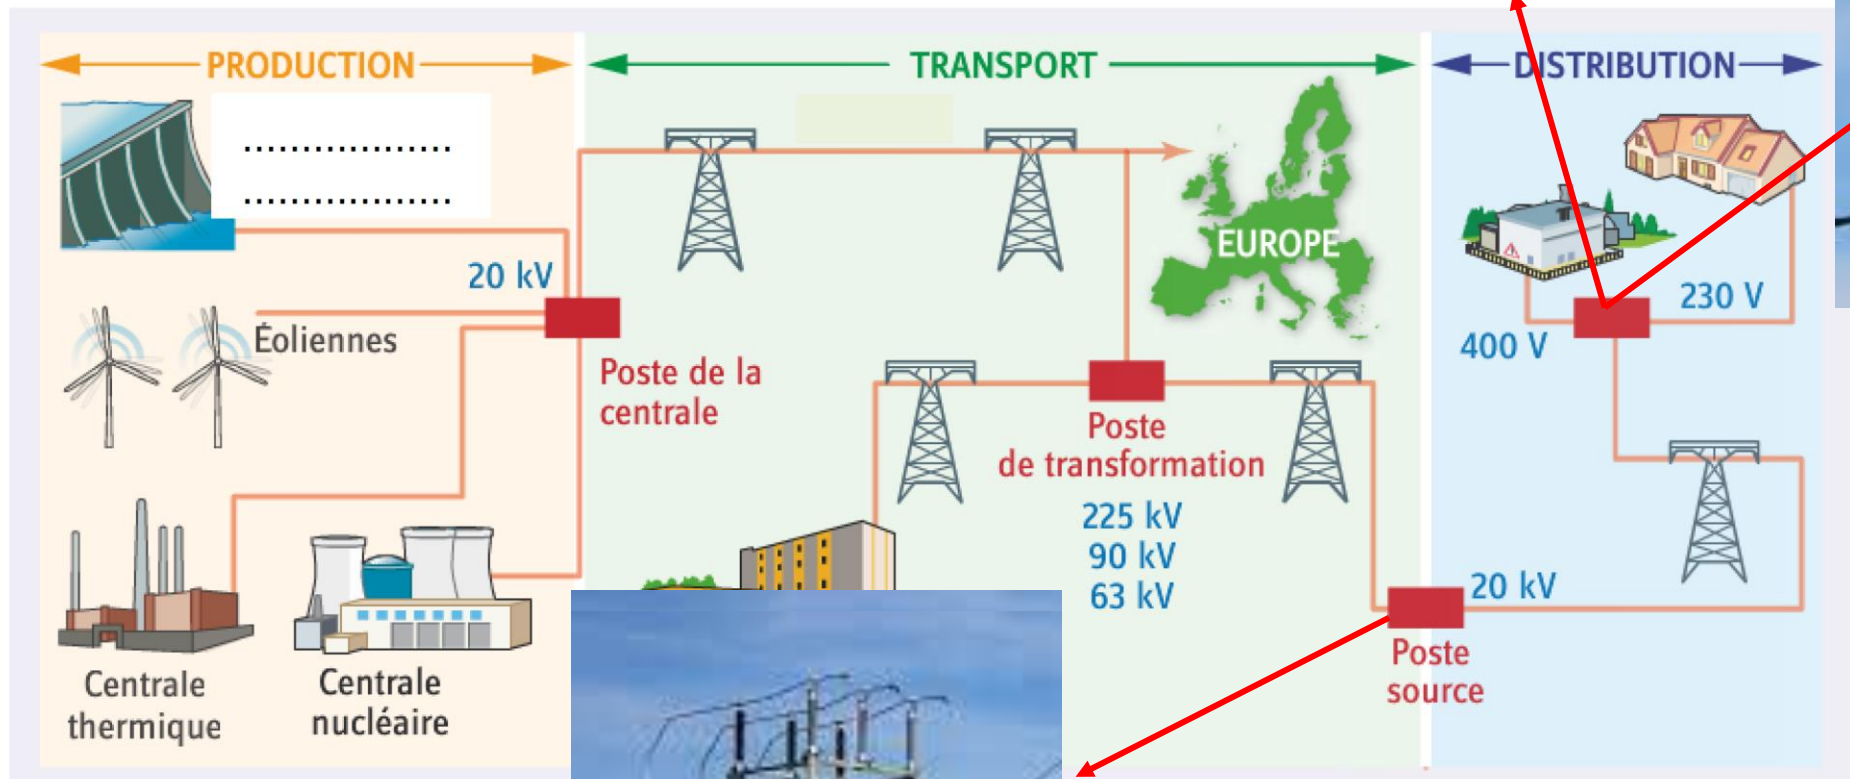 PRODUCTION
TRANSPORT
DISTRIBUTION
..................
..................
20 kV
Éoliennes
Poste de la
centrale
Centrale
thermique
Centrale
nucléaire
EUROPE
Poste
de transformation
225 kV
90 kV
63 kV
Poste
source
20 kV
400 V
230 V